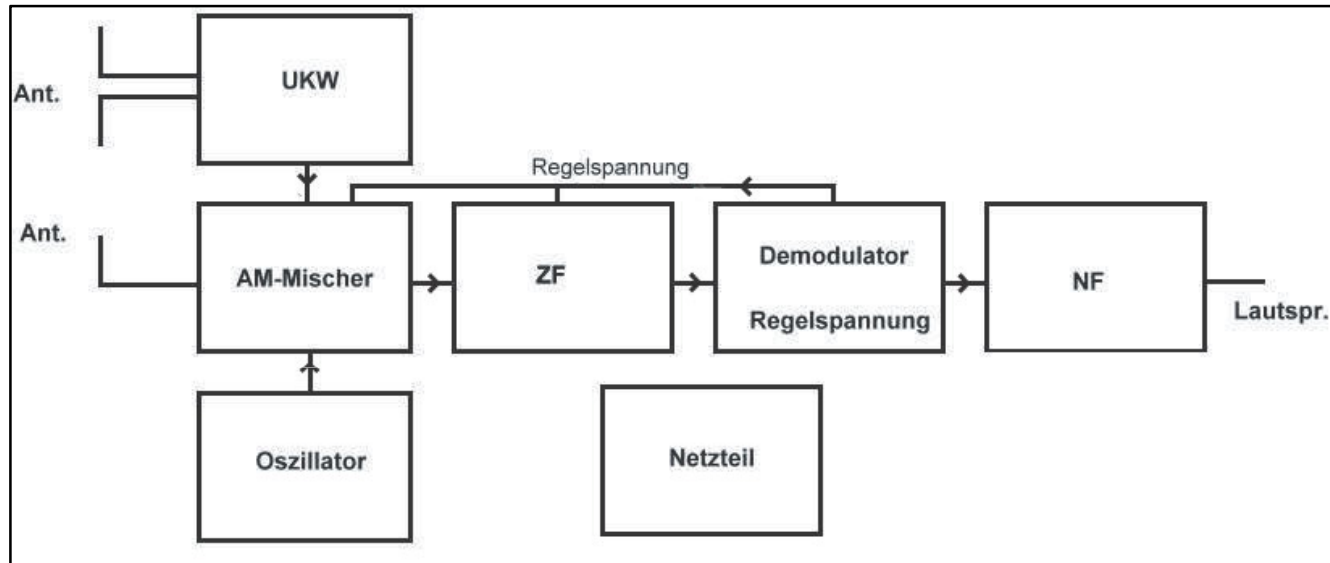 UKW
Ant.
Regelspannung
Ant.
AM-Mischer
ZF
Demodulator
Regelspannung
NF
Lautspr.
Oszillator
Netzteil